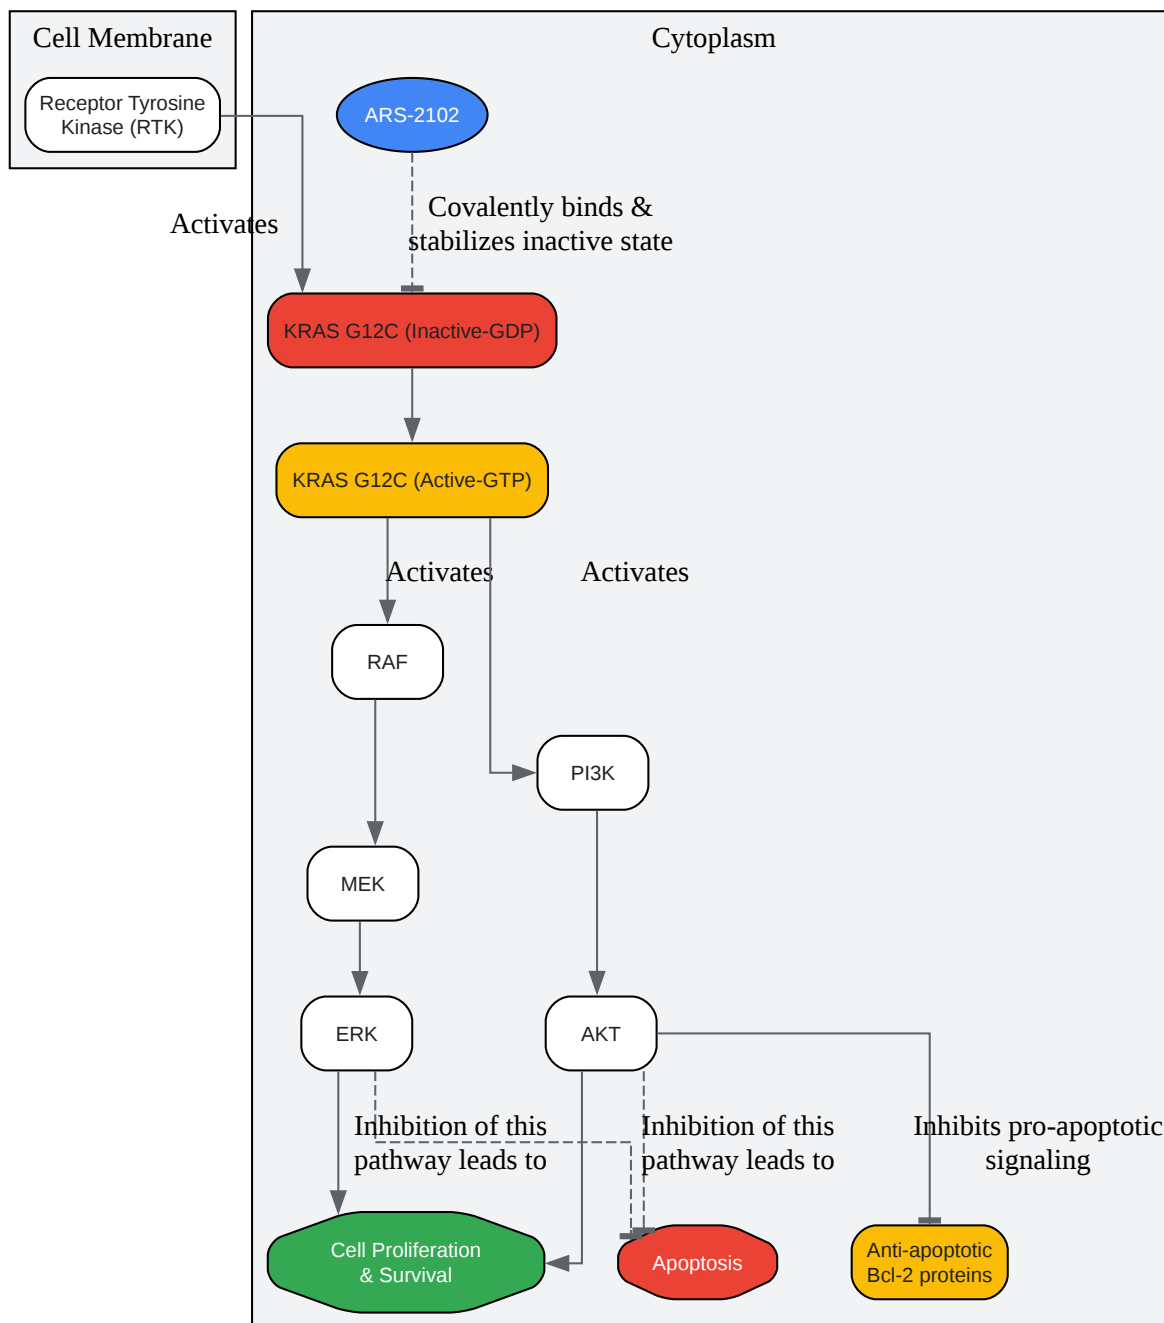 Cell Membrane
Cytoplasm
Receptor Tyrosine
Kinase (RTK)
ARS-2102
Activates
Covalently binds &
stabilizes inactive state
KRAS G12C (Inactive-GDP)
KRAS G12C (Active-GTP)
Activates
Activates
RAF
PI3K
MEK
ERK
AKT
Inhibition of this
pathway leads to
Inhibition of this
pathway leads to
Inhibits pro-apoptotic
signaling
Cell Proliferation
& Survival
Apoptosis
Anti-apoptotic
Bcl-2 proteins